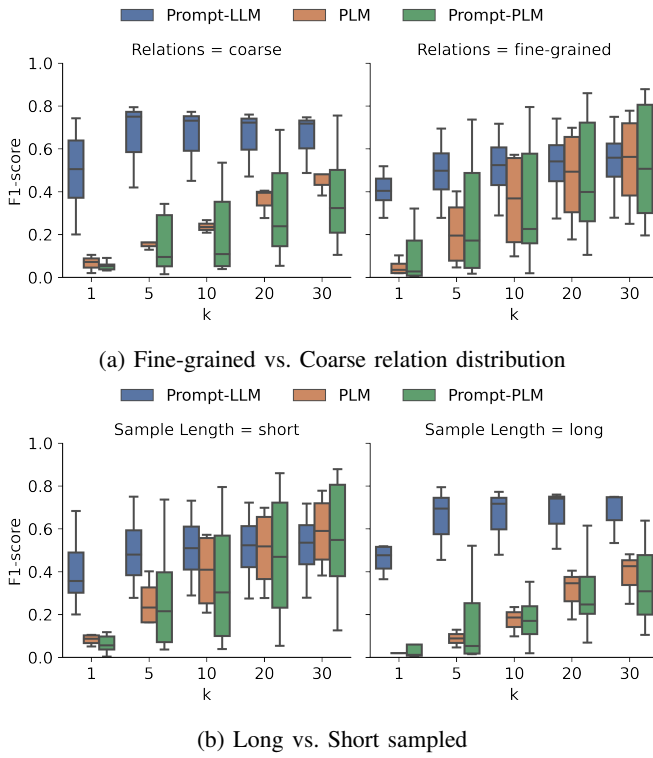 Prompt-LLM PLM Prompt-PLM
Relations = coarse Relations = fine-grained
1.0
0.8
0.6
0.4
0.2
0.0
F1-score
1 5 10 20 30 1 5 10 20 30
k k
(a) Fine-grained vs. Coarse relation distribution
Prompt-LLM PLM Prompt-PLM
Sample Length = short Sample Length = long
1.0
0.8
0.6
0.4
0.2
0.0
F1-score
1 5 10 20 30 1 5 10 20 30
k k
(b) Long vs. Short sampled